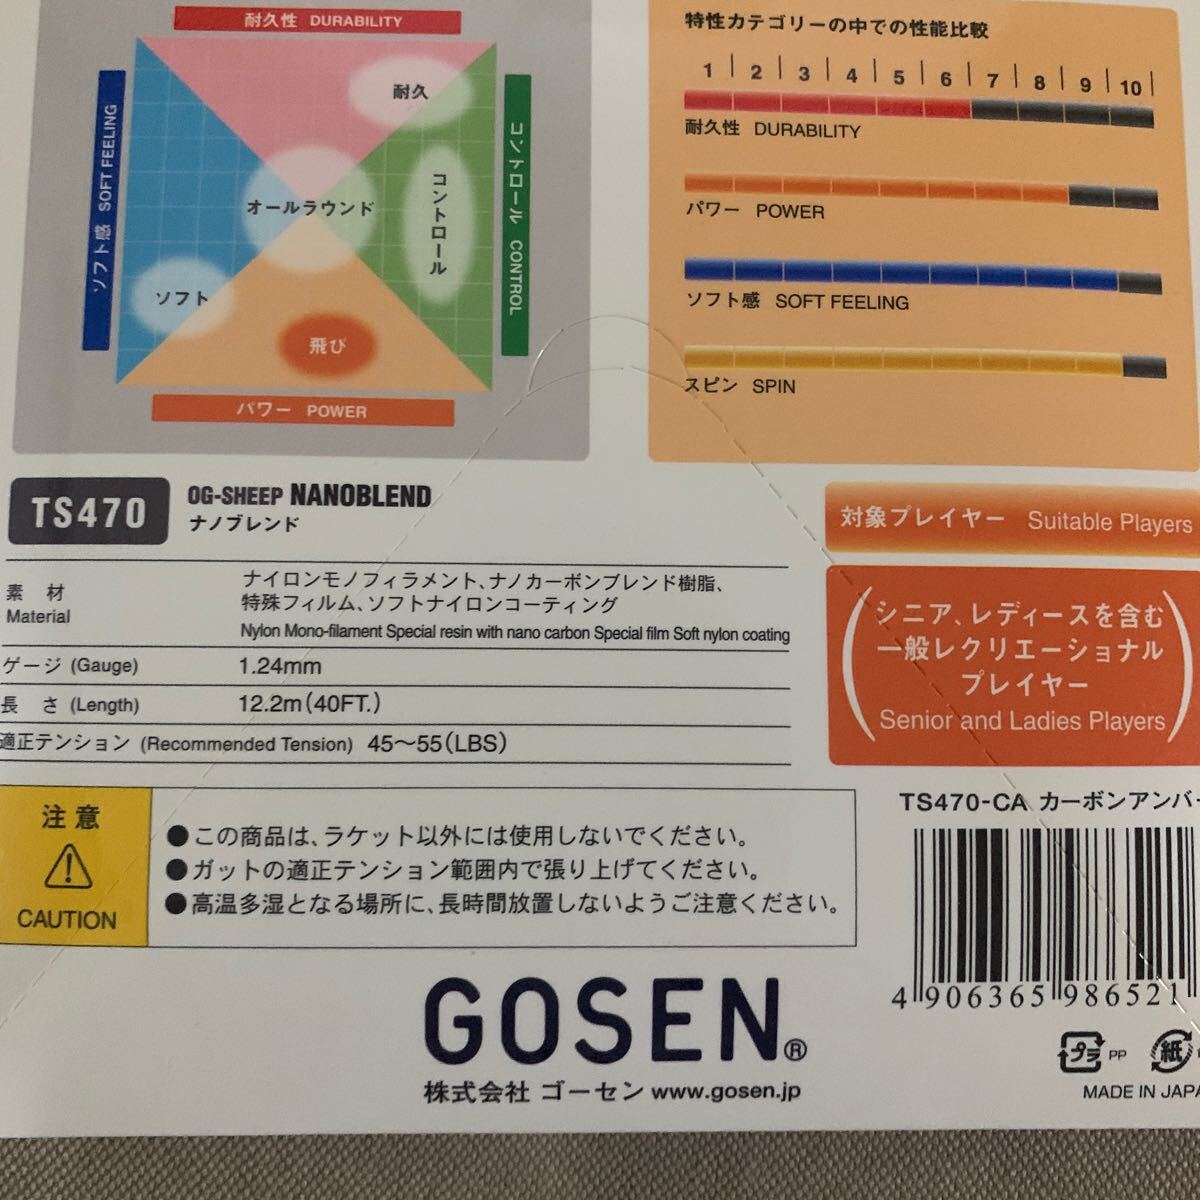 耐久性 DURABILITY
ソフト感 SOFT FEELING
コントロール CONTROL
耐久
オールラウンド
コントロール
ソフト
飛び
パワー POWER
特性カテゴリーの中での性能比較
1 2 3 4 5 6 7 8 9 10
耐久性 DURABILITY
パワー POWER
ソフト感 SOFT FEELING
スピン SPIN
TS470
OG-SHEEP NANOBLEND
ナノブレンド
素 材
Material
ナイロンモノフィラメント、ナノカーボンブレンド樹脂、
特殊フィルム、ソフトナイロンコーティング
Nylon Mono-filament Special resin with nano carbon Special film Soft nylon coating
ゲージ (Gauge) 1.24mm
長 さ (Length) 12.2m(40FT.)
適正テンション (Recommended Tension) 45〜55(LBS)
対象プレイヤー Suitable Players
シニア、レディースを含む
一般レクリエーショナル
プレイヤー
Senior and Ladies Players
注意
CAUTION
●この商品は、ラケット以外には使用しないでください。
●ガットの適正テンション範囲内で張り上げてください。
●高温多湿となる場所に、長時間放置しないようご注意ください。
TS470-CA カーボンアンバー
4 906365 986521
GOSEN®
株式会社 ゴーセン www.gosen.jp
プラ PP 紙
MADE IN JAPA